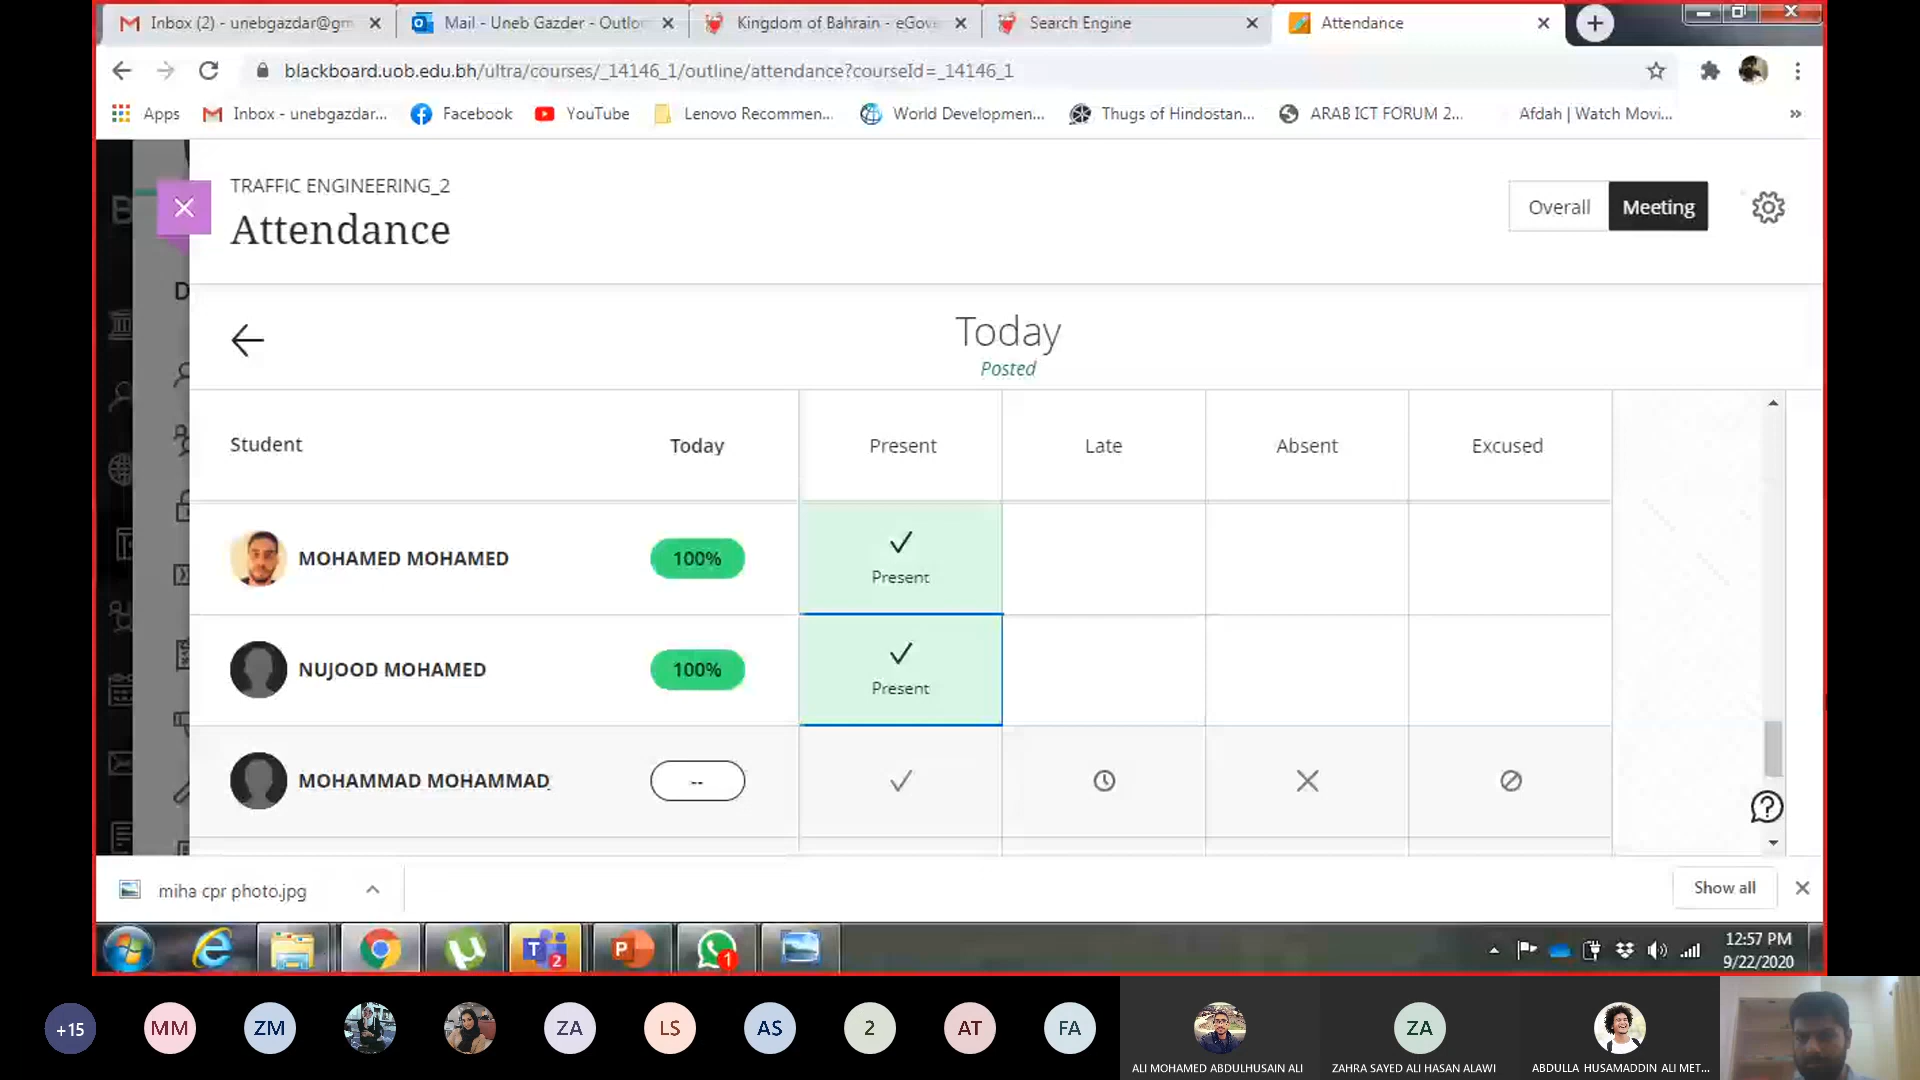 Inbox (2) - unebgazdar@gm
Mail - Uneb Gazder - Outlo
Kingdom of Bahrain - eGov
Search Engine
Attendance
blackboard.uob.edu.bh/ultra/courses/_14146_1/outline/attendance?courseId=_14146_1
Apps
Inbox - unebgazdar...
Facebook
YouTube
Lenovo Recommen...
World Developmen...
Thugs of Hindostan...
ARAB ICT FORUM 2...
Afdah | Watch Movi...
»
TRAFFIC ENGINEERING_2
Attendance
Overall
Meeting
Today
Posted
Student
Today
Present
Late
Absent
Excused
MOHAMED MOHAMED
100%
Present
NUJOOD MOHAMED
100%
Present
MOHAMMAD MOHAMMAD
--
miha cpr photo.jpg
Show all
2
1
12:57 PM
9/22/2020
+15
MM
ZM
ZA
LS
AS
2
AT
FA
ALI MOHAMED ABDULHUSAIN ALI
ZA
ZAHRA SAYED ALI HASAN ALAWI
ABDULLA HUSAMADDIN ALI MET...